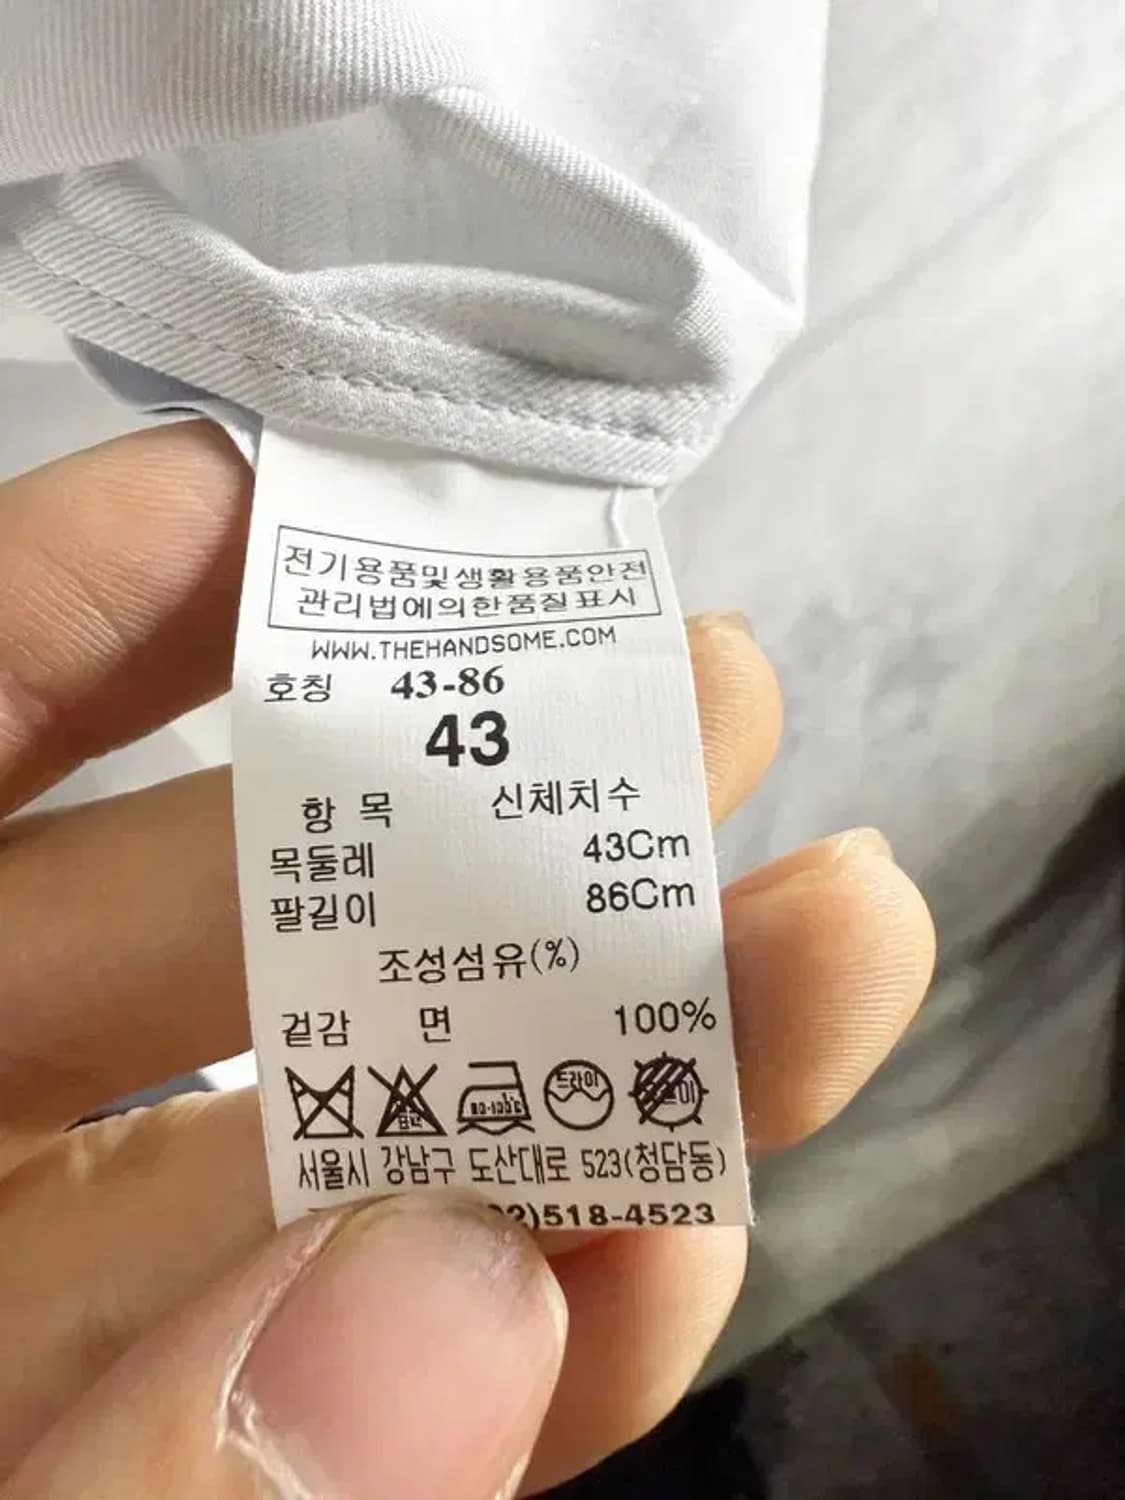 전기용품및생활용품안전
관리법에의한품질표시
WWW.THEHANDSOME.COM
호칭 43-86
43
항 목 신체치수
목둘레 43Cm
팔길이 86Cm
조성섬유(%)
겉감 면 100%
드라이
서울시 강남구 도산대로 523(청담동)
2)518-4523